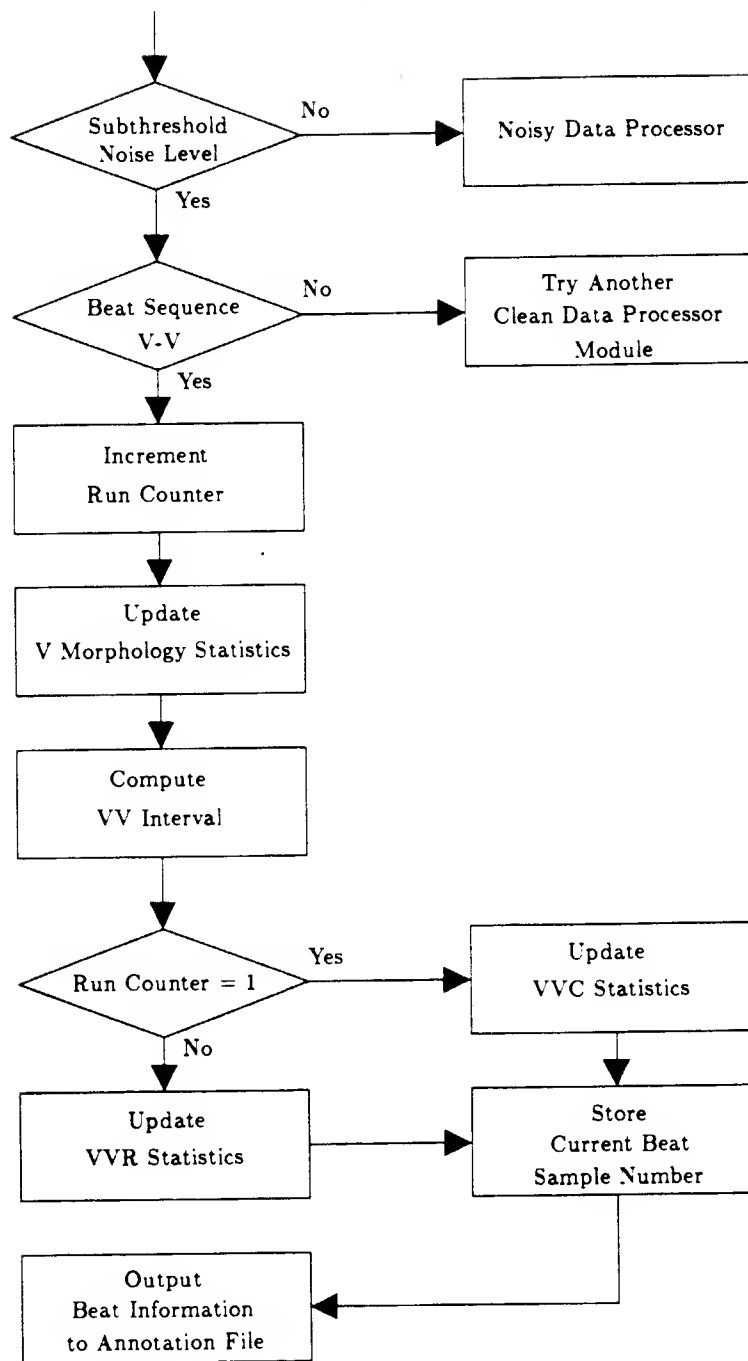 Subthreshold
Noise Level
No
Noisy Data Processor
Yes
Beat Sequence
V-V
No
Try Another
Clean Data Processor
Module
Yes
Increment
Run Counter
Update
V Morphology Statistics
Compute
VV Interval
Run Counter = 1
Yes
Update
VVC Statistics
No
Update
VVR Statistics
Store
Current Beat
Sample Number
Output
Beat Information
to Annotation File